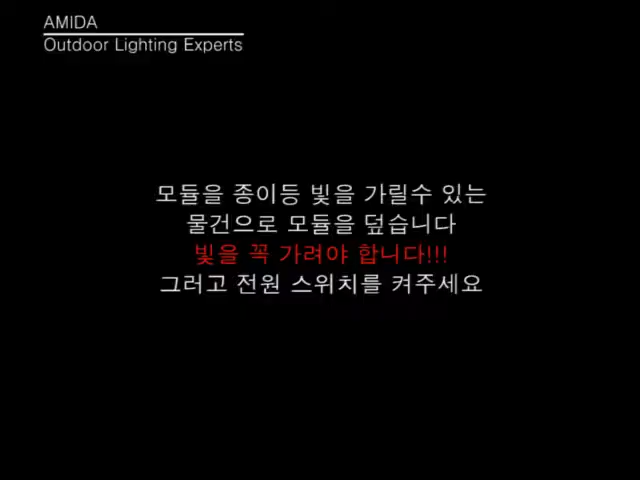 AMIDA
Outdoor Lighting Experts
모듈을 종이등 빛을 가릴수 있는
물건으로 모듈을 덮습니다
빛을 꼭 가려야 합니다!!!
그러고 전원 스위치를 켜주세요